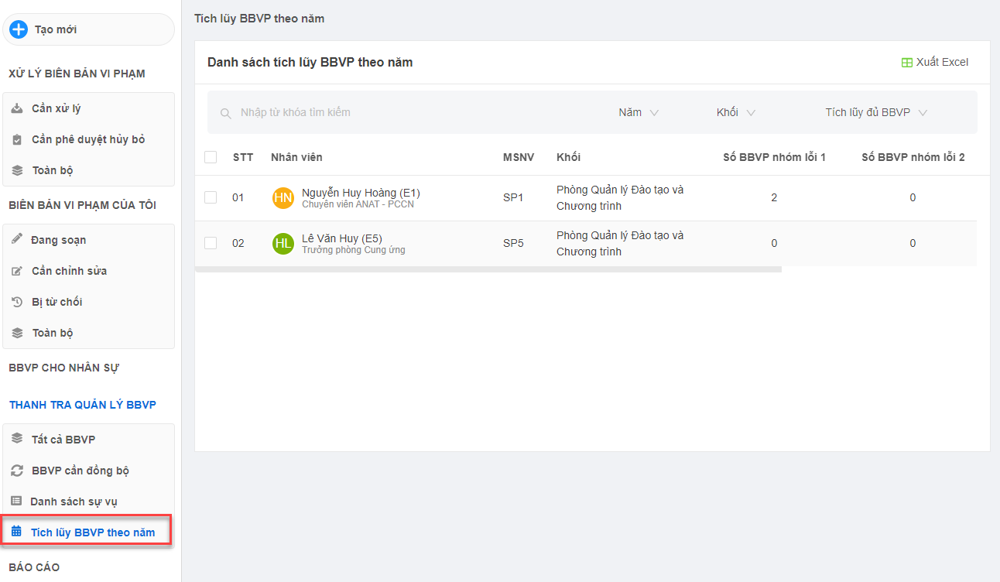 Tạo mới
XỬ LÝ BIÊN BẢN VI PHẠM
Cần xử lý
Cần phê duyệt hủy bỏ
Toàn bộ
BIÊN BẢN VI PHẠM CỦA TÔI
Đang soạn
Cần chỉnh sửa
Bị từ chối
Toàn bộ
BBVP CHO NHÂN SỰ
THANH TRA QUẢN LÝ BBVP
Tất cả BBVP
BBVP cần đồng bộ
Danh sách sự vụ
Tích lũy BBVP theo năm
BÁO CÁO
Tích lũy BBVP theo năm
Danh sách tích lũy BBVP theo năm
Xuất Excel
Nhập từ khóa tìm kiếm
Năm
Khối
Tích lũy đủ BBVP
STT Nhân viên MSNV Khối Số BBVP nhóm lỗi 1 Số BBVP nhóm lỗi 2
01 HN Nguyễn Huy Hoàng (E1)
Chuyên viên ANAT - PCCN
SP1
Phòng Quản lý Đào tạo và
Chương trình
2 0
02 HL Lê Văn Huy (E5)
Trưởng phòng Cung ứng
SP5
Phòng Quản lý Đào tạo và
Chương trình
0 0